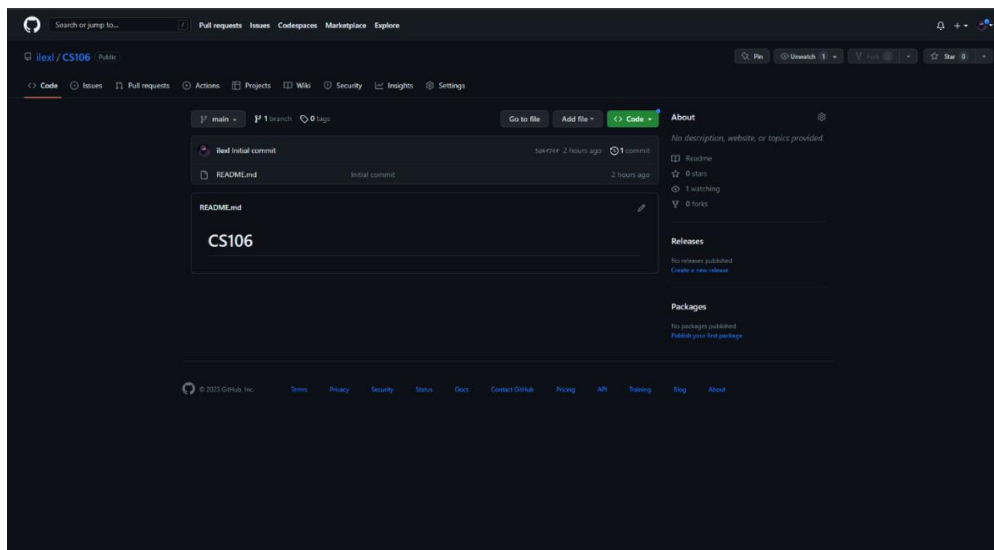 Search or jump to... / Pull requests Issues Codespaces Marketplace Explore
ilexl / CS106 Public
Pin Unwatch 1 Fork 0 Star 0
Code Issues Pull requests Actions Projects Wiki Security Insights Settings
main 1 branch 0 tags Go to file Add file Code
ilexl Initial commit 2 hours ago 1 commit
README.md Initial commit 2 hours ago
README.md
CS106
About
No description, website, or topics provided.
Readme
0 stars
1 watching
0 forks
Releases
No releases published
Create a new release
Packages
No packages published
Publish your first package
© 2023 GitHub, Inc. Terms Privacy Security Status Docs Contact GitHub Pricing API Training Blog About